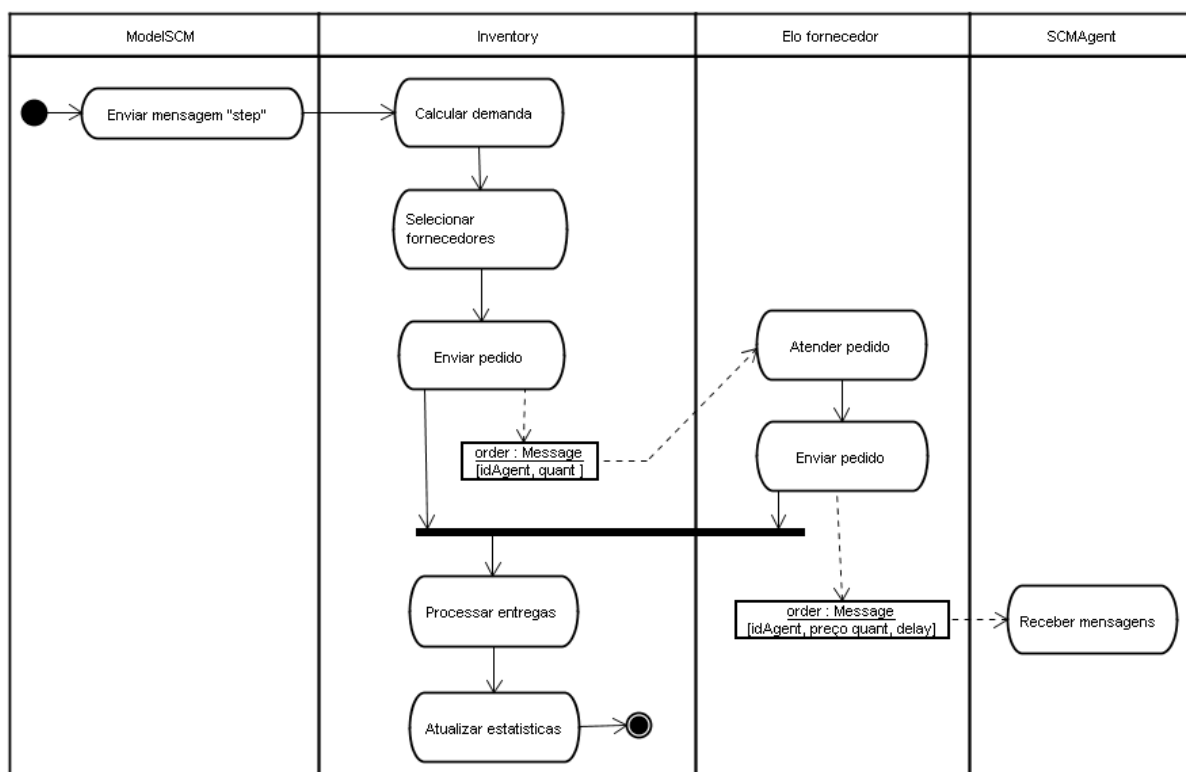 ModelSCM
Inventory
Elo fornecedor
SCMAgent
Enviar mensagem "step"
Calcular demanda
Selecionar
fornecedores
Enviar pedido
Atender pedido
order : Message
[idAgent, quant ]
Enviar pedido
Processar entregas
order : Message
[idAgent, preço quant, delay]
Receber mensagens
Atualizar estatisticas